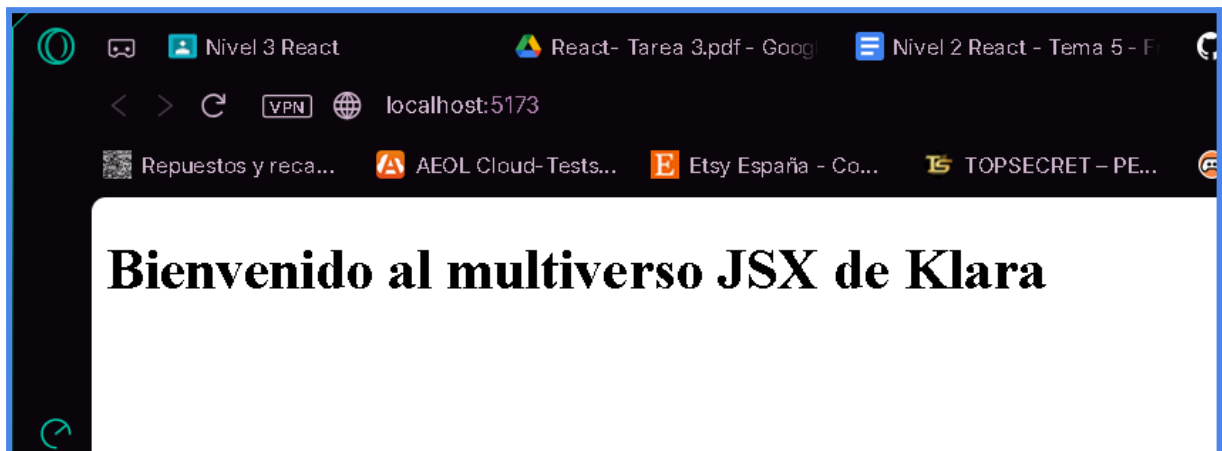 Nivel 3 React React- Tarea 3.pdf - Googl Nivel 2 React - Tema 5 - F
VPN localhost:5173
Repuestos y reca... AEOL Cloud-Tests... E Etsy España - Co... TS TOPSECRET – PE...
Bienvenido al multiverso JSX de Klara